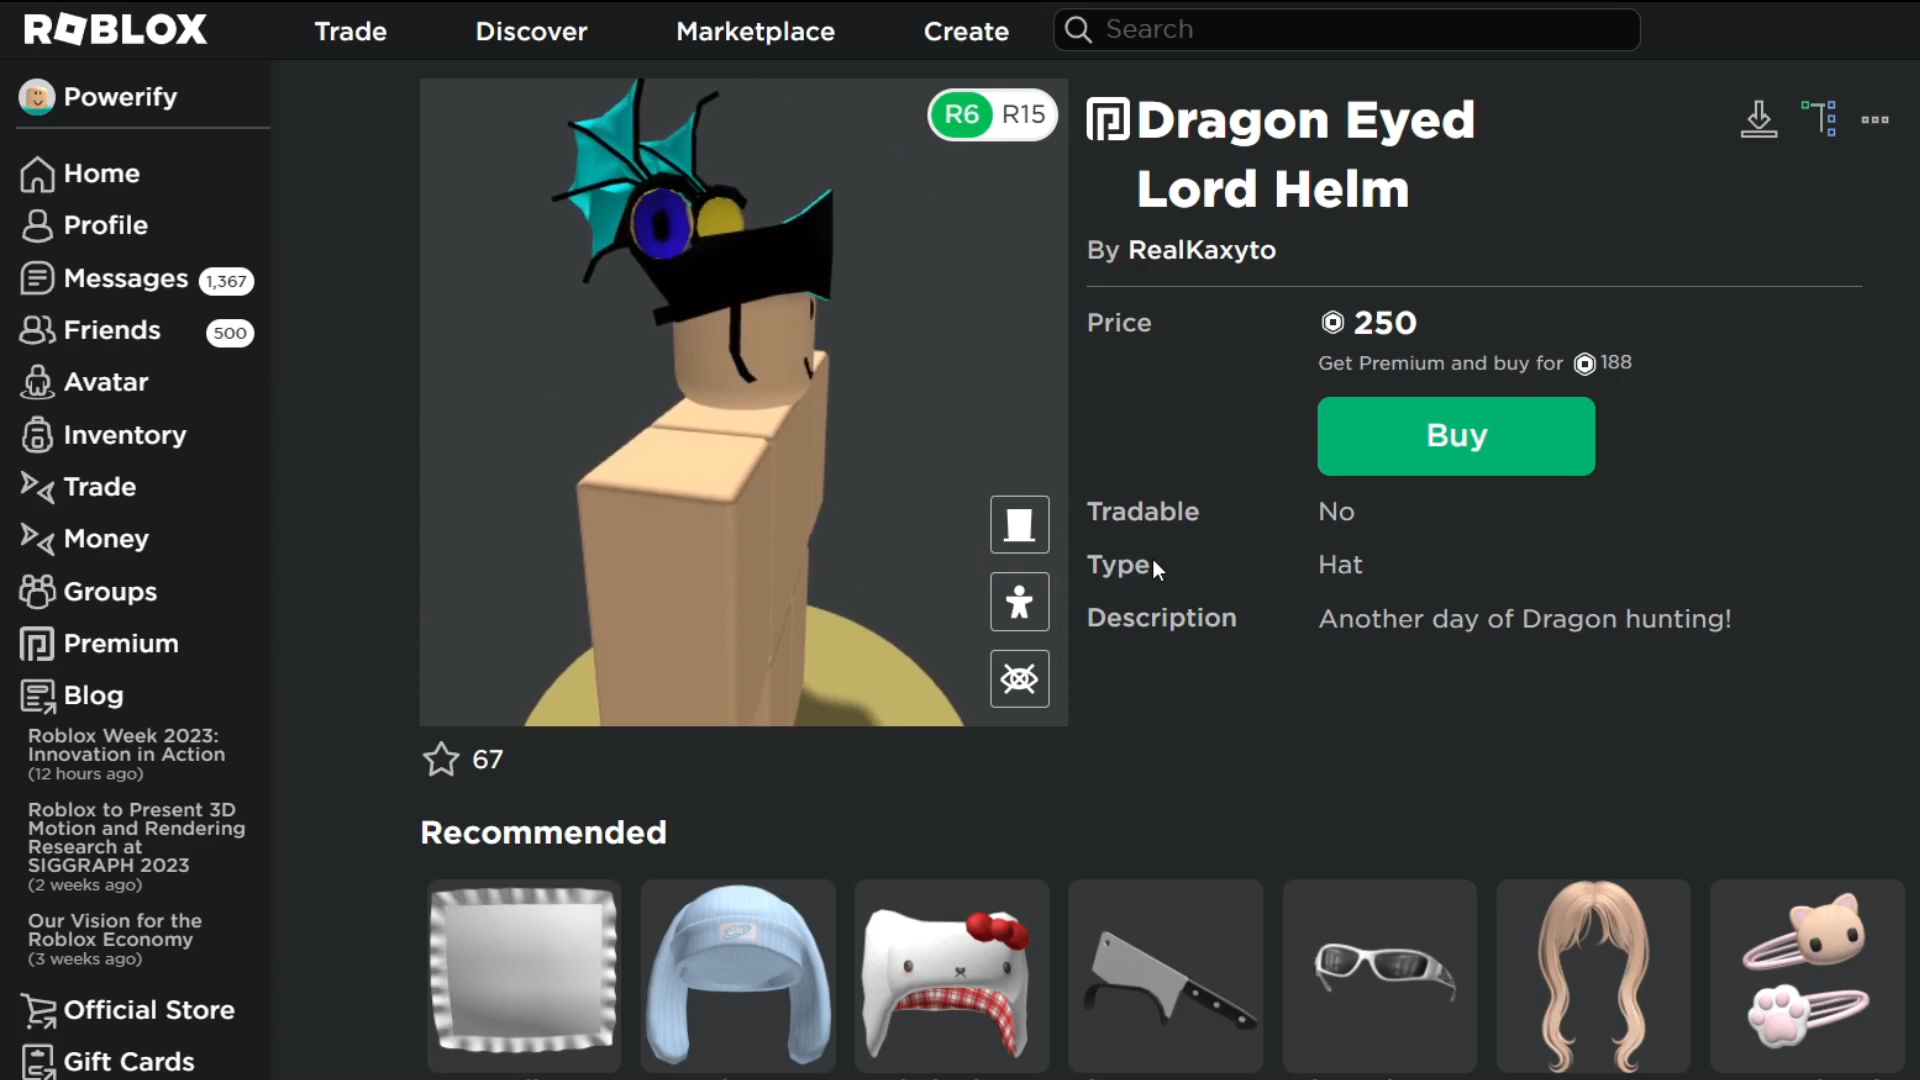 ROBLOX
Trade
Discover
Marketplace
Create
Search
Powerify
Home
Profile
Messages
1,367
Friends
500
Avatar
Inventory
Trade
Money
Groups
Premium
Blog
Roblox Week 2023:
Innovation in Action
(12 hours ago)
Roblox to Present 3D
Motion and Rendering
Research at
SIGGRAPH 2023
(2 weeks ago)
Our Vision for the
Roblox Economy
(3 weeks ago)
Official Store
Gift Cards
R6 R15
67
Dragon Eyed
Lord Helm
By RealKaxyto
Price
250
Get Premium and buy for 188
Buy
Tradable No
Type Hat
Description Another day of Dragon hunting!
Recommended